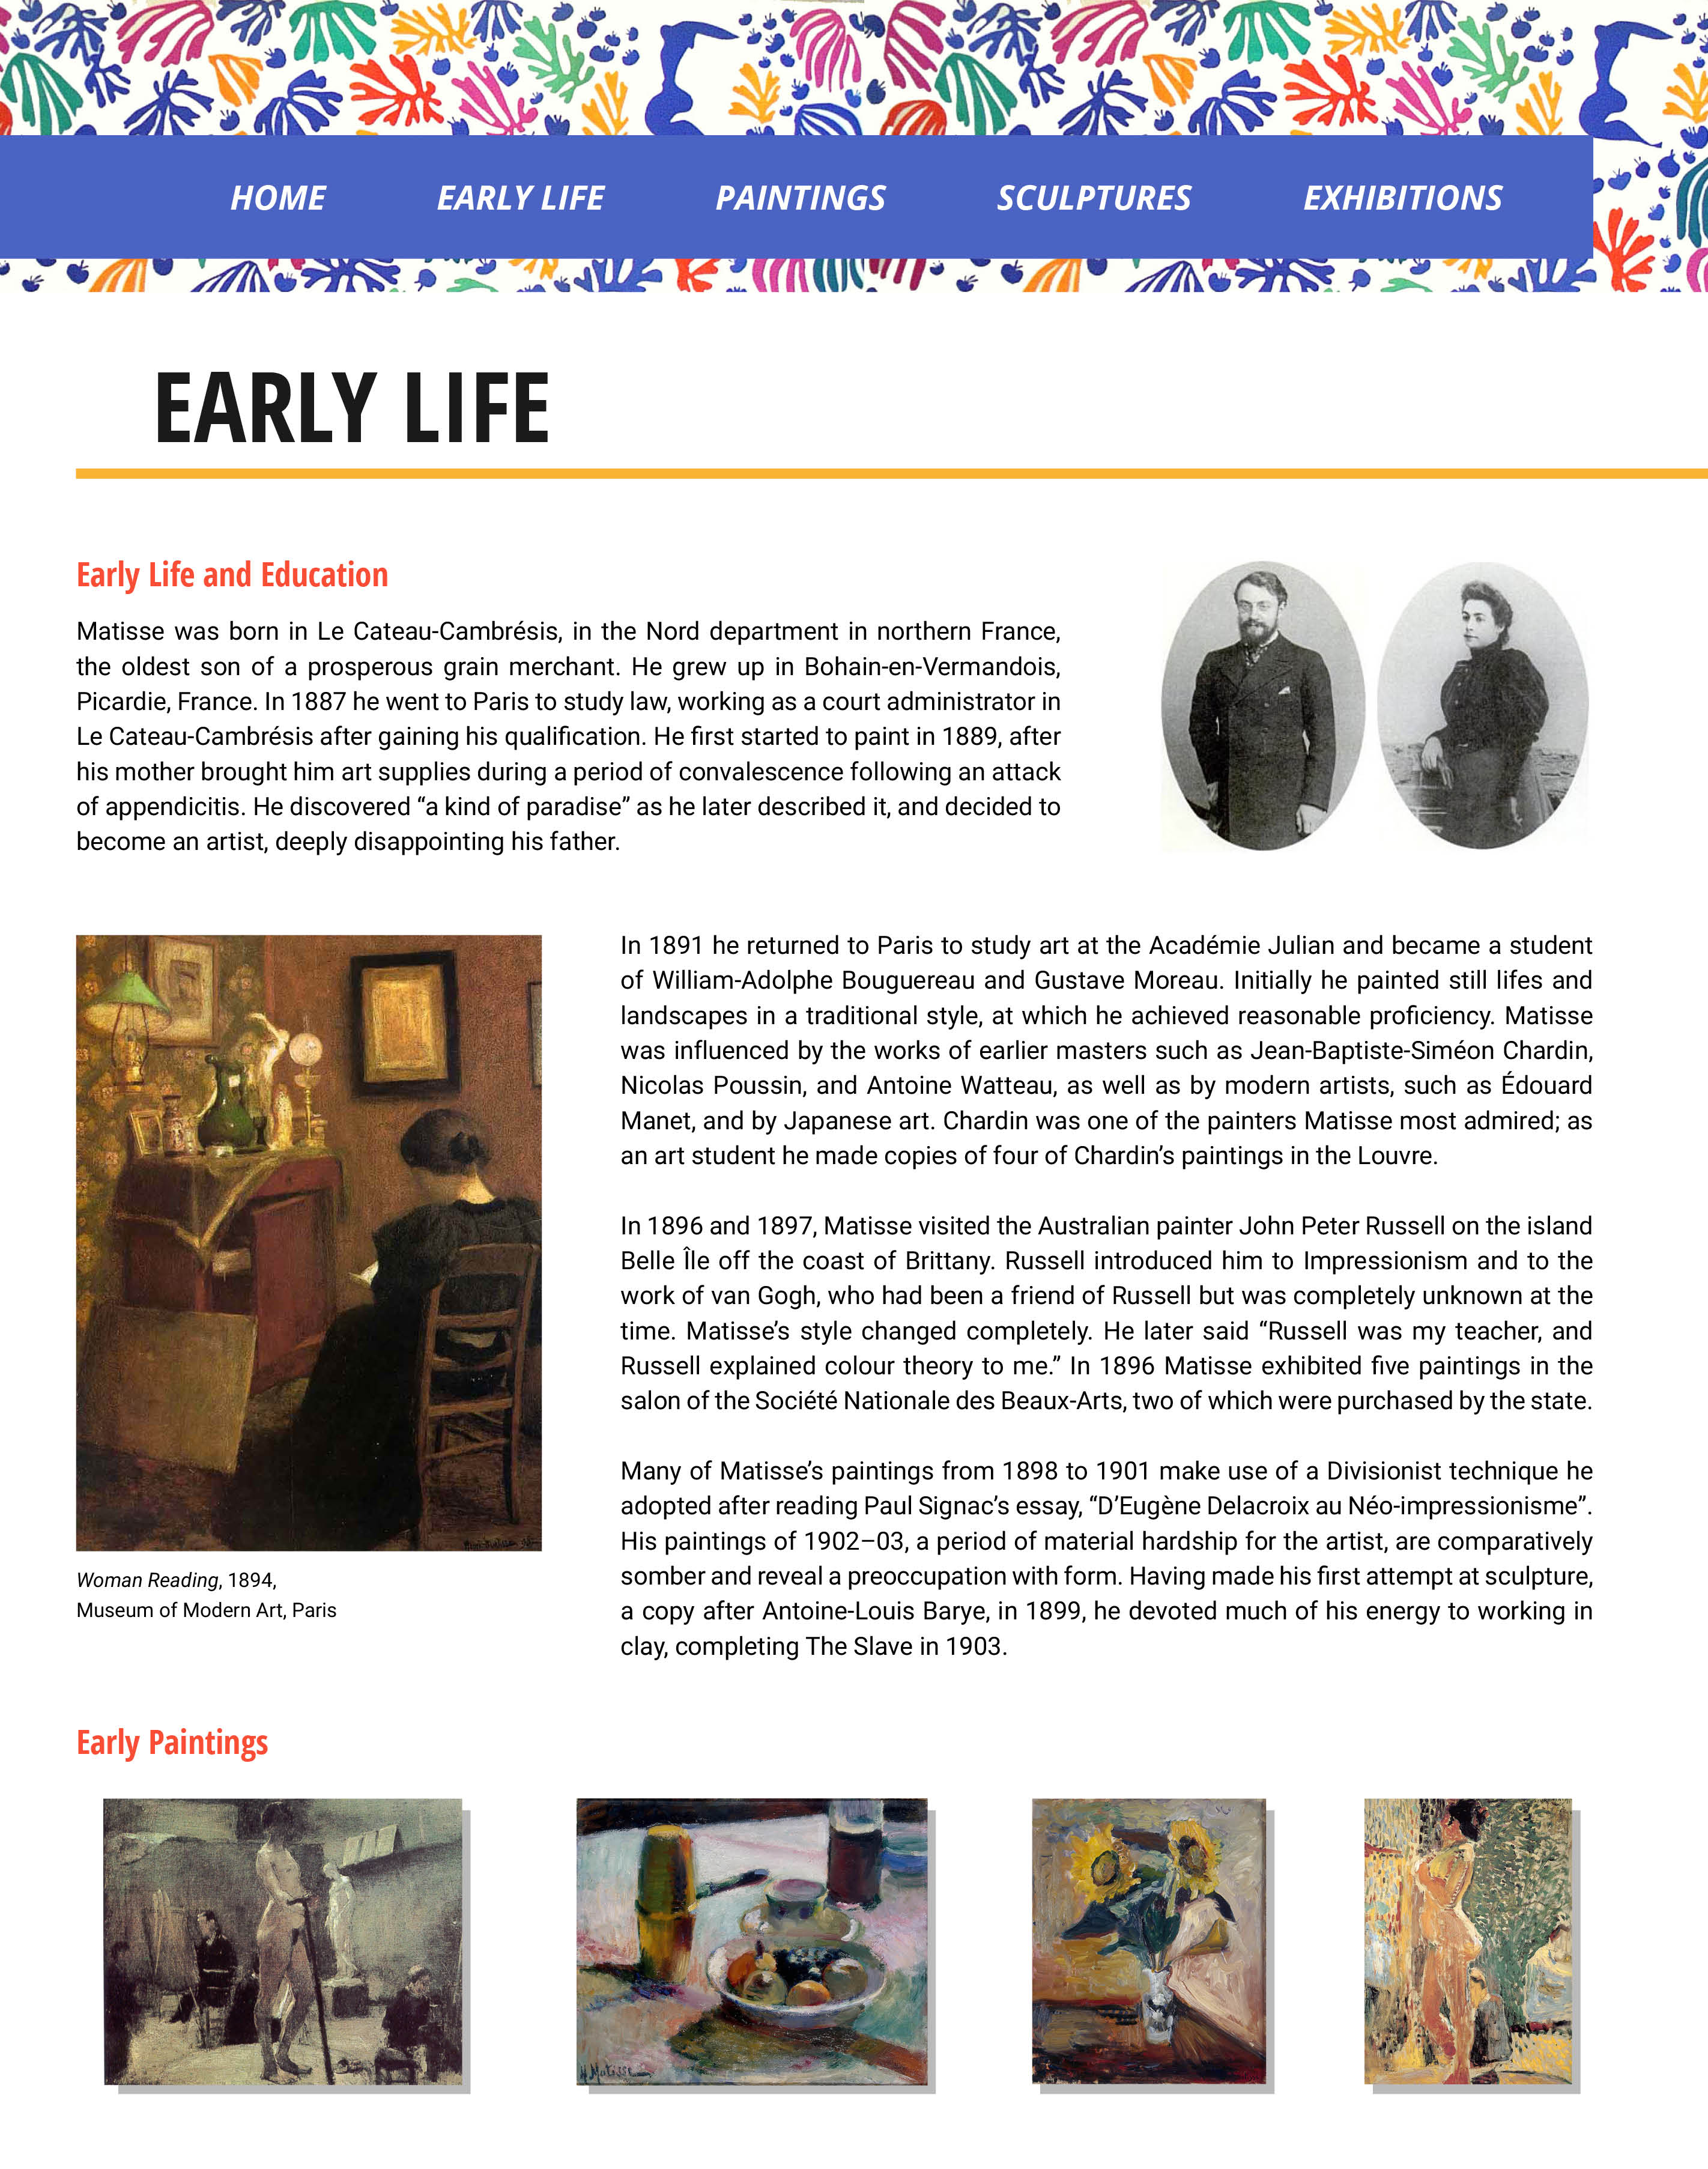 HOME EARLY LIFE PAINTINGS SCULPTURES EXHIBITIONS
EARLY LIFE
Early Life and Education
Matisse was born in Le Cateau-Cambrésis, in the Nord department in northern France,
the oldest son of a prosperous grain merchant. He grew up in Bohain-en-Vermandois,
Picardie, France. In 1887 he went to Paris to study law, working as a court administrator in
Le Cateau-Cambrésis after gaining his qualification. He first started to paint in 1889, after
his mother brought him art supplies during a period of convalescence following an attack
of appendicitis. He discovered “a kind of paradise” as he later described it, and decided to
become an artist, deeply disappointing his father.
In 1891 he returned to Paris to study art at the Académie Julian and became a student
of William-Adolphe Bouguereau and Gustave Moreau. Initially he painted still lifes and
landscapes in a traditional style, at which he achieved reasonable proficiency. Matisse
was influenced by the works of earlier masters such as Jean-Baptiste-Siméon Chardin,
Nicolas Poussin, and Antoine Watteau, as well as by modern artists, such as Édouard
Manet, and by Japanese art. Chardin was one of the painters Matisse most admired; as
an art student he made copies of four of Chardin’s paintings in the Louvre.
In 1896 and 1897, Matisse visited the Australian painter John Peter Russell on the island
Belle Île off the coast of Brittany. Russell introduced him to Impressionism and to the
work of van Gogh, who had been a friend of Russell but was completely unknown at the
time. Matisse’s style changed completely. He later said “Russell was my teacher, and
Russell explained colour theory to me.” In 1896 Matisse exhibited five paintings in the
salon of the Société Nationale des Beaux-Arts, two of which were purchased by the state.
Many of Matisse’s paintings from 1898 to 1901 make use of a Divisionist technique he
adopted after reading Paul Signac’s essay, “D’Eugène Delacroix au Néo-impressionisme”.
His paintings of 1902–03, a period of material hardship for the artist, are comparatively
somber and reveal a preoccupation with form. Having made his first attempt at sculpture,
a copy after Antoine-Louis Barye, in 1899, he devoted much of his energy to working in
clay, completing The Slave in 1903.
Woman Reading, 1894,
Museum of Modern Art, Paris
Early Paintings
H. Matisse